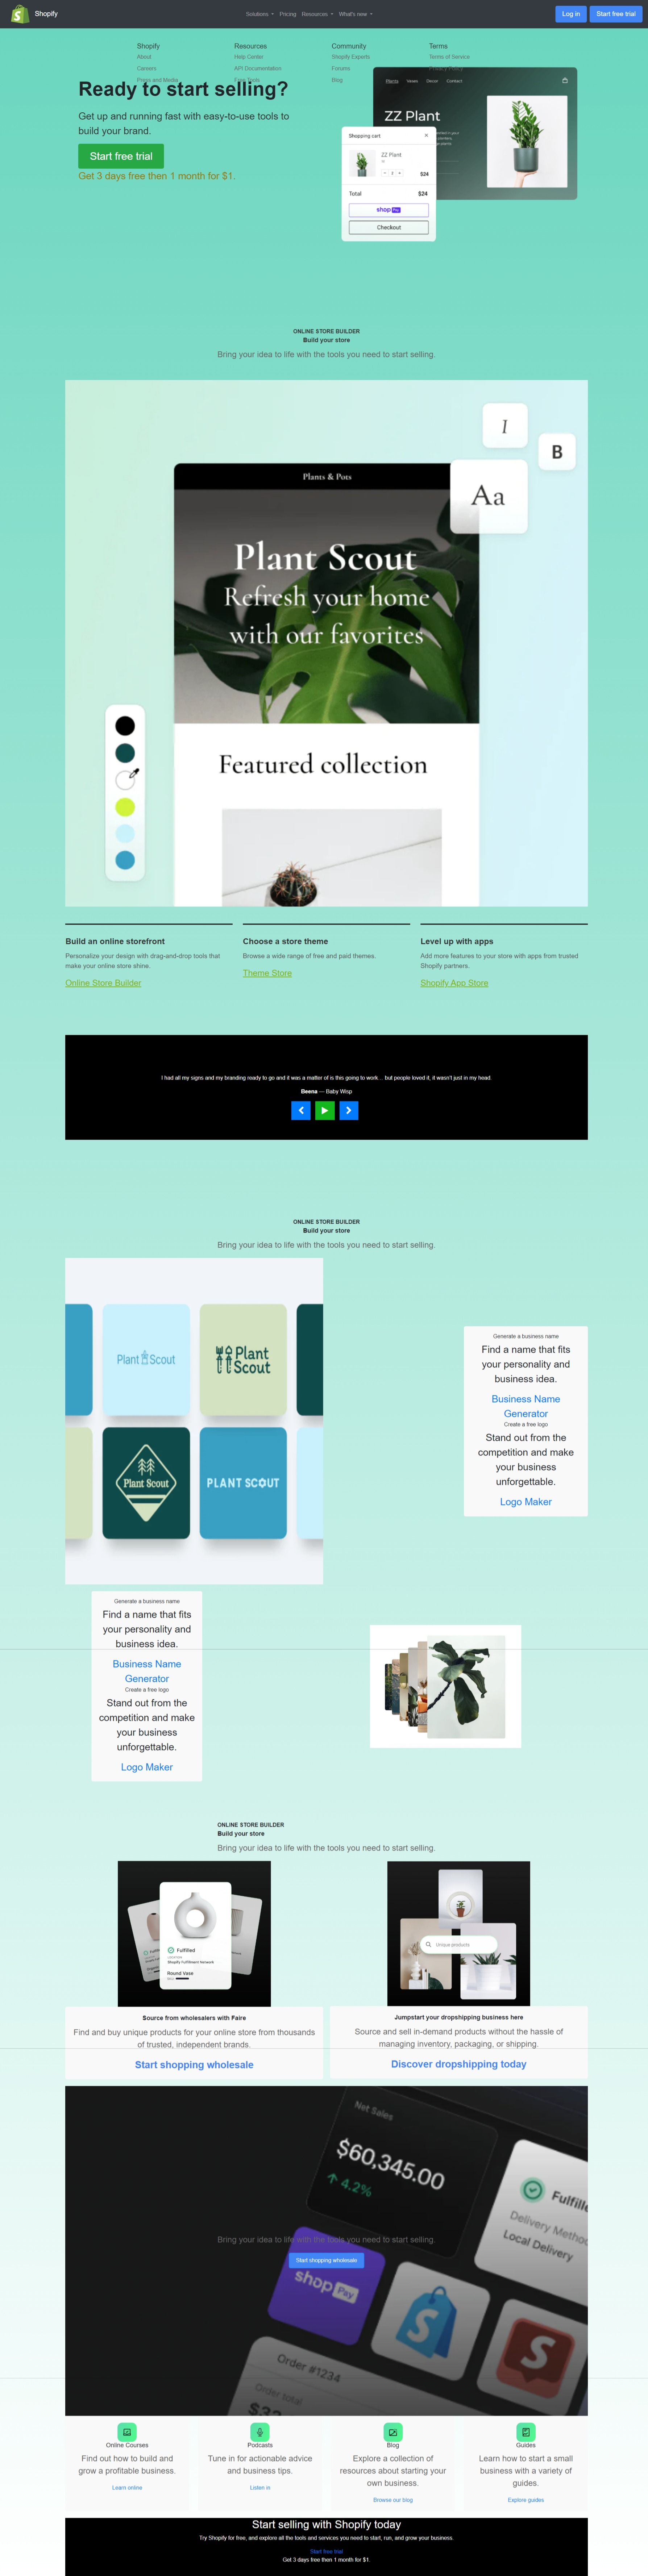 Shopify
Solutions
Pricing
Resources
What's new
Log in
Start free trial
Shopify
About
Careers
Press and Media
Resources
Help Center
API Documentation
Free Tools
Community
Shopify Experts
Forums
Blog
Terms
Terms of Service
Privacy Policy
Ready to start selling?
Get up and running fast with easy-to-use tools to
build your brand.
Start free trial
Get 3 days free then 1 month for $1.
Plants
Vases
Decor
Contact
ZZ Plant
Shopping cart
ZZ Plant
$24
Total
$24
shop Pay
Checkout
ONLINE STORE BUILDER
Build your store
Bring your idea to life with the tools you need to start selling.
I
B
Aa
Plants & Pots
Plant Scout
Refresh your home
with our favorites
Featured collection
Build an online storefront
Personalize your design with drag-and-drop tools that
make your online store shine.
Online Store Builder
Choose a store theme
Browse a wide range of free and paid themes.
Theme Store
Level up with apps
Add more features to your store with apps from trusted
Shopify partners.
Shopify App Store
I had all my signs and my branding ready to go and it was a matter of is this going to work... but people loved it, it wasn't just in my head.
Beena — Baby Wisp
ONLINE STORE BUILDER
Build your store
Bring your idea to life with the tools you need to start selling.
Plant Scout
Plant
Scout
Plant Scout
PLANT SCOUT
Generate a business name
Find a name that fits
your personality and
business idea.
Business Name
Generator
Create a free logo
Stand out from the
competition and make
your business
unforgettable.
Logo Maker
Generate a business name
Find a name that fits
your personality and
business idea.
Business Name
Generator
Create a free logo
Stand out from the
competition and make
your business
unforgettable.
Logo Maker
ONLINE STORE BUILDER
Build your store
Bring your idea to life with the tools you need to start selling.
Fulfilled
Shopify Fulfillment Network
Round Vase
Unique products
Source from wholesalers with Faire
Find and buy unique products for your online store from thousands
of trusted, independent brands.
Start shopping wholesale
Jumpstart your dropshipping business here
Source and sell in-demand products without the hassle of
managing inventory, packaging, or shipping.
Discover dropshipping today
Net Sales
$60,345.00
4.2%
Fulfille
Delivery Metho
Local Delivery
Bring your idea to life with the tools you need to start selling.
Start shopping wholesale
shop Pay
Order #1234
Order total
Online Courses
Find out how to build and
grow a profitable business.
Learn online
Podcasts
Tune in for actionable advice
and business tips.
Listen in
Blog
Explore a collection of
resources about starting your
own business.
Browse our blog
Guides
Learn how to start a small
business with a variety of
guides.
Explore guides
Start selling with Shopify today
Try Shopify for free, and explore all the tools and services you need to start, run, and grow your business.
Start free trial
Get 3 days free then 1 month for $1.